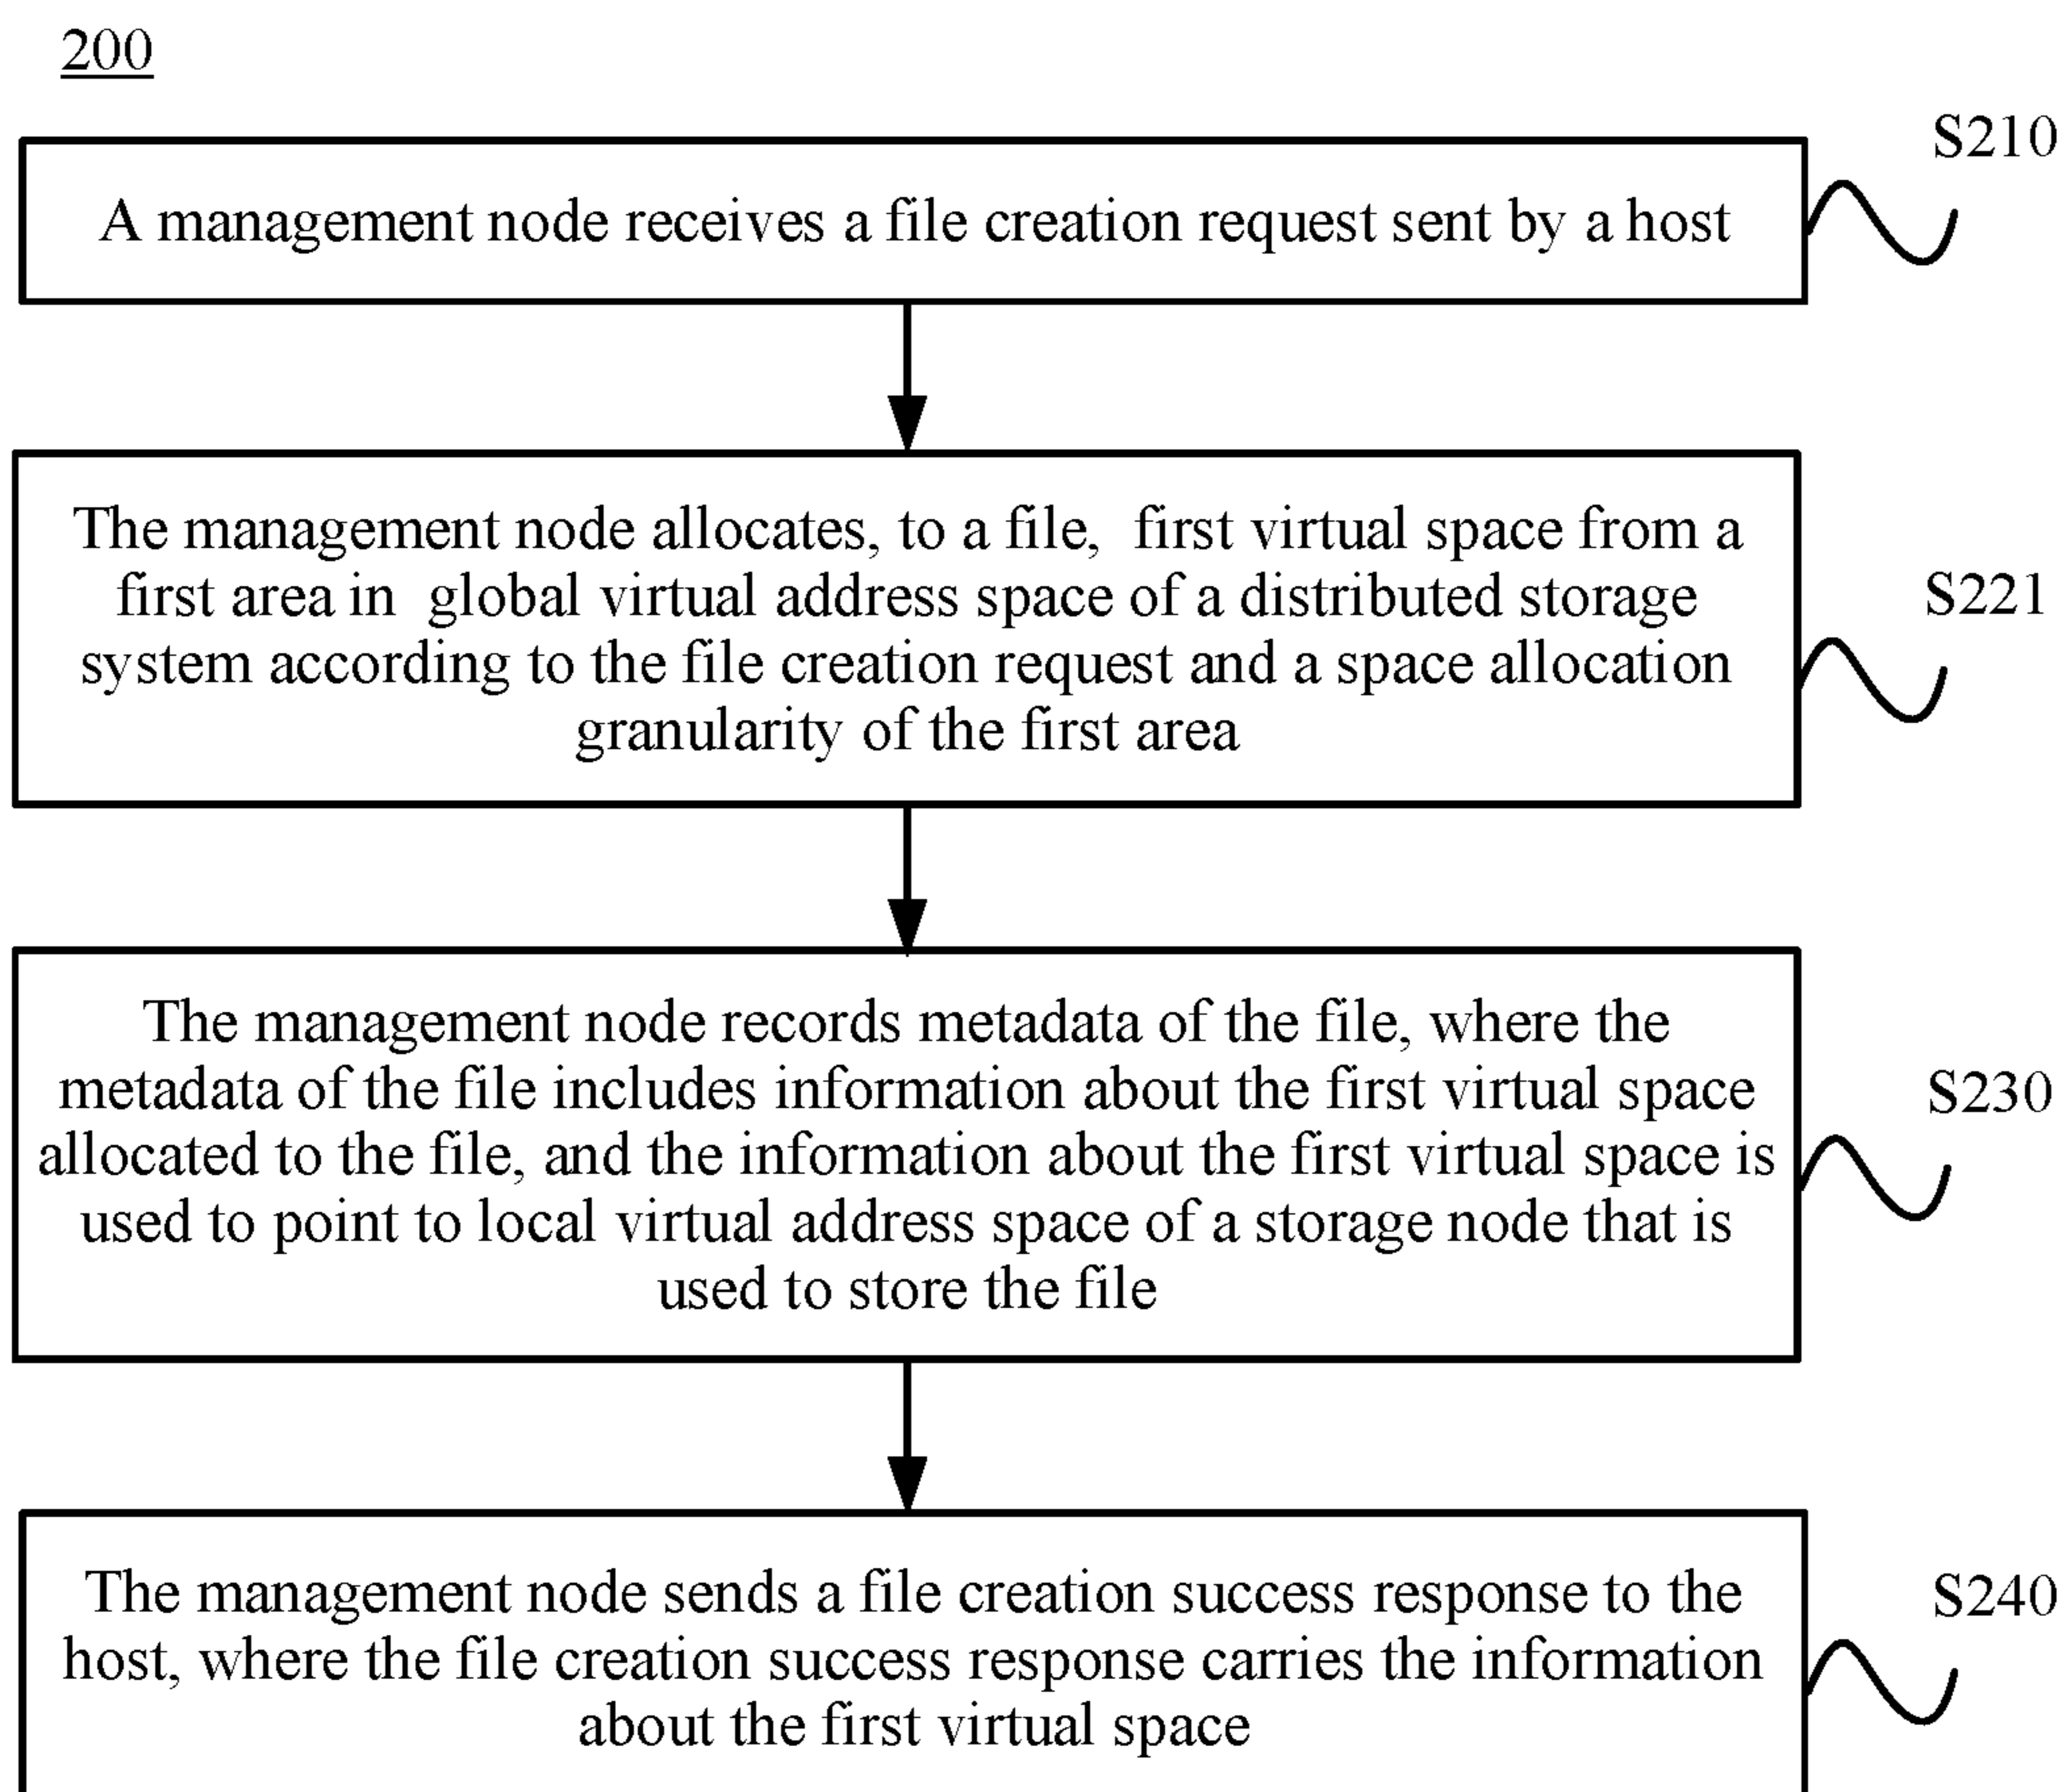 200
S210
A management node receives a file creation request sent by a host
The management node allocates, to a file, first virtual space from a
first area in global virtual address space of a distributed storage
system according to the file creation request and a space allocation
granularity of the first area
S221
The management node records metadata of the file, where the
metadata of the file includes information about the first virtual space
allocated to the file, and the information about the first virtual space is
used to point to local virtual address space of a storage node that is
used to store the file
S230
The management node sends a file creation success response to the
host, where the file creation success response carries the information
about the first virtual space
S240